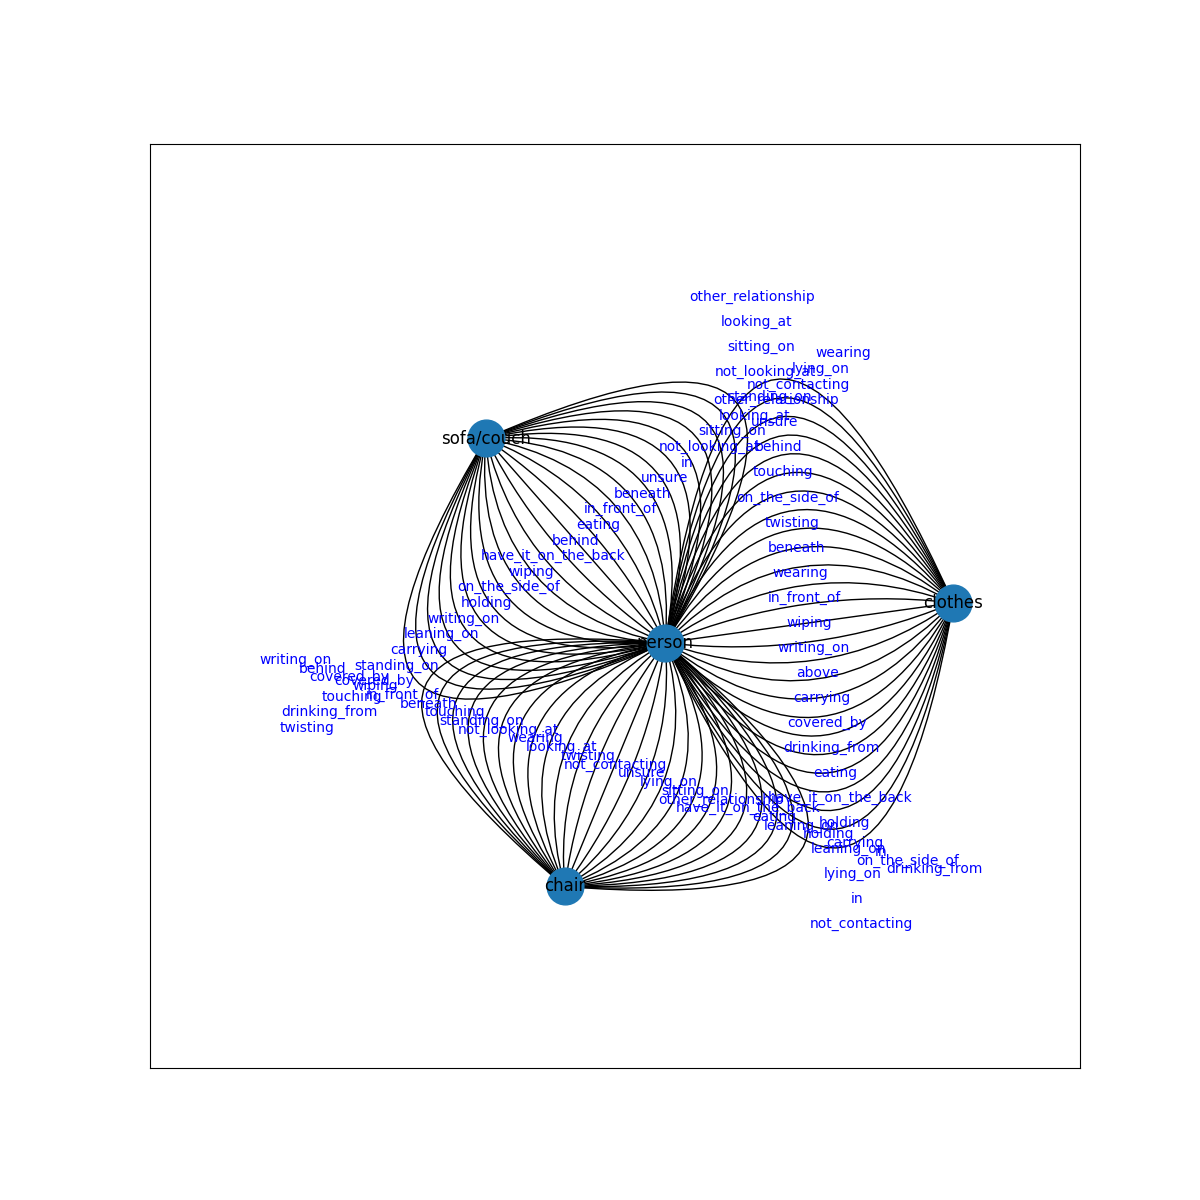 other_relationship
looking_at
sitting_on
wearing
lying_on
not_looking_at
not_contacting
standing_on
other_relationship
looking_at
unsure
sitting_on
sofa/couch
not_looking_at
behind
in
touching
unsure
beneath
on_the_side_of
in_front_of
twisting
eating
behind
beneath
have_it_on_the_back
wearing
wiping
on_the_side_of
in_front_of
holding
clothes
writing_on
wiping
leaning_on
person
carrying
writing_on
writing_on
standing_on
behind
above
covered_by
covered_by
wiping
in_front_of
touching
carrying
beneath
drinking_from
touching
standing_on
covered_by
twisting
not_looking_at
wearing
looking_at
drinking_from
twisting
not_contacting
unsure
eating
lying_on
sitting_on
other_relationship
have_it_on_the_back
have_it_on_the_back
eating
holding
leaning_on
holding
carrying
leaning_on
in
on_the_side_of
drinking_from
lying_on
chair
in
not_contacting